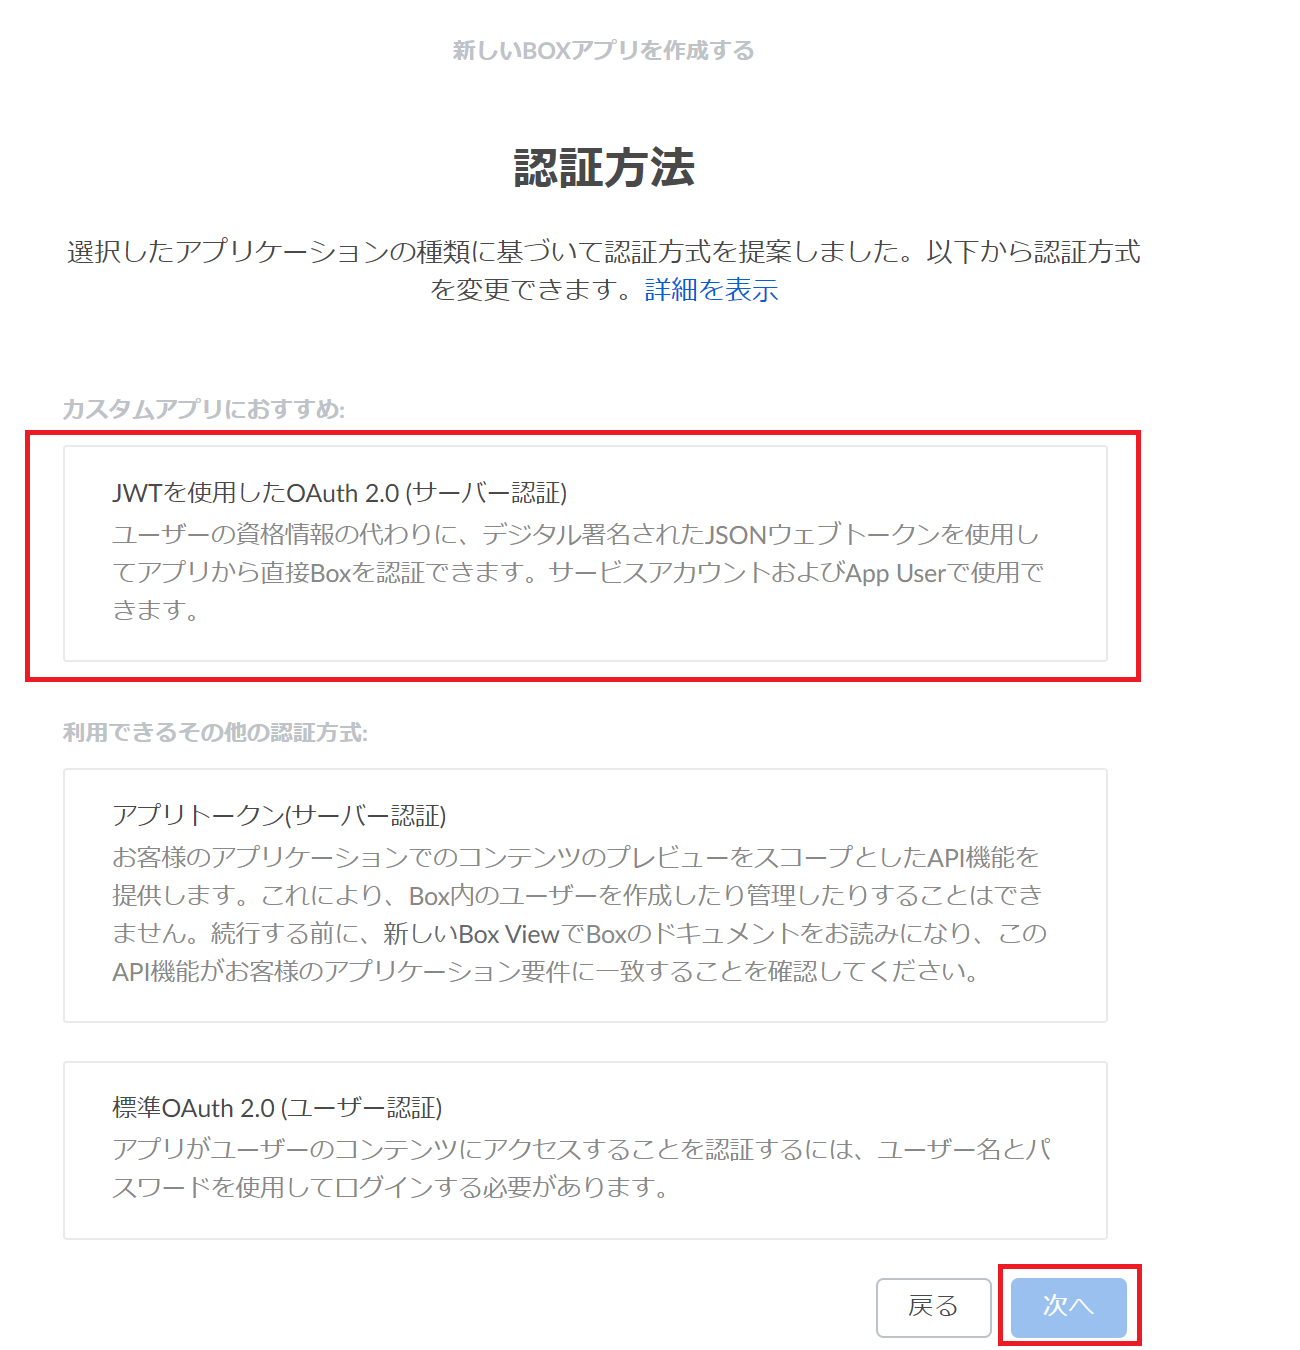 新しいBOXアプリを作成する
認証方法
選択したアプリケーションの種類に基づいて認証方式を提案しました。以下から認証方式
を変更できます。詳細を表示
カスタムアプリにおすすめ:
JWTを使用したOAuth 2.0 (サーバー認証)
ユーザーの資格情報の代わりに、デジタル署名されたJSONウェブトークンを使用し
てアプリから直接Boxを認証できます。サービスアカウントおよびApp Userで使用で
きます。
利用できるその他の認証方式:
アプリトークン(サーバー認証)
お客様のアプリケーションでのコンテンツのプレビューをスコープとしたAPI機能を
提供します。これにより、Box内のユーザーを作成したり管理したりすることはでき
ません。続行する前に、新しいBox ViewでBoxのドキュメントをお読みになり、この
API機能がお客様のアプリケーション要件に一致することを確認してください。
標準OAuth 2.0 (ユーザー認証)
アプリがユーザーのコンテンツにアクセスすることを認証するには、ユーザー名とパ
スワードを使用してログインする必要があります。
戻る
次へ